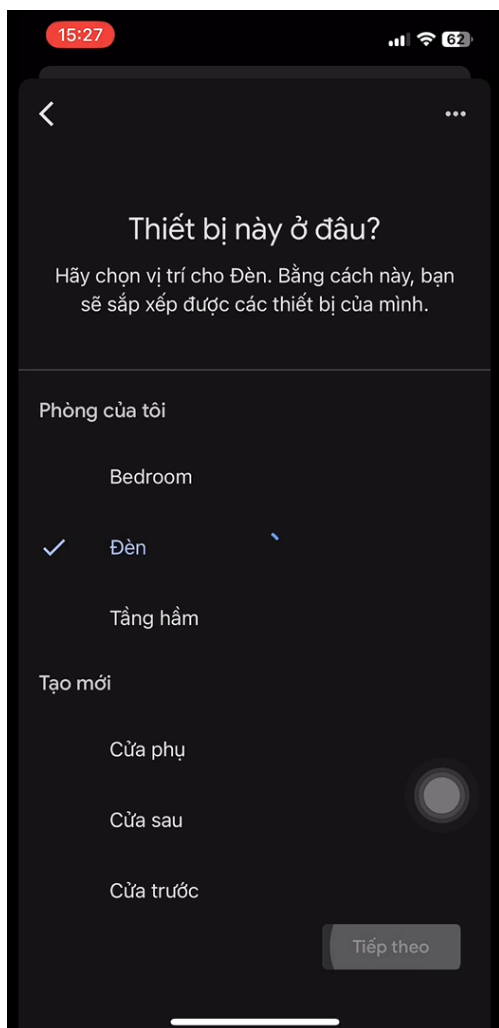 15:27
62
Thiết bị này ở đâu?
Hãy chọn vị trí cho Đèn. Bằng cách này, bạn
sẽ sắp xếp được các thiết bị của mình.
Phòng của tôi
Bedroom
Đèn
Tầng hầm
Tạo mới
Cửa phụ
Cửa sau
Cửa trước
Tiếp theo